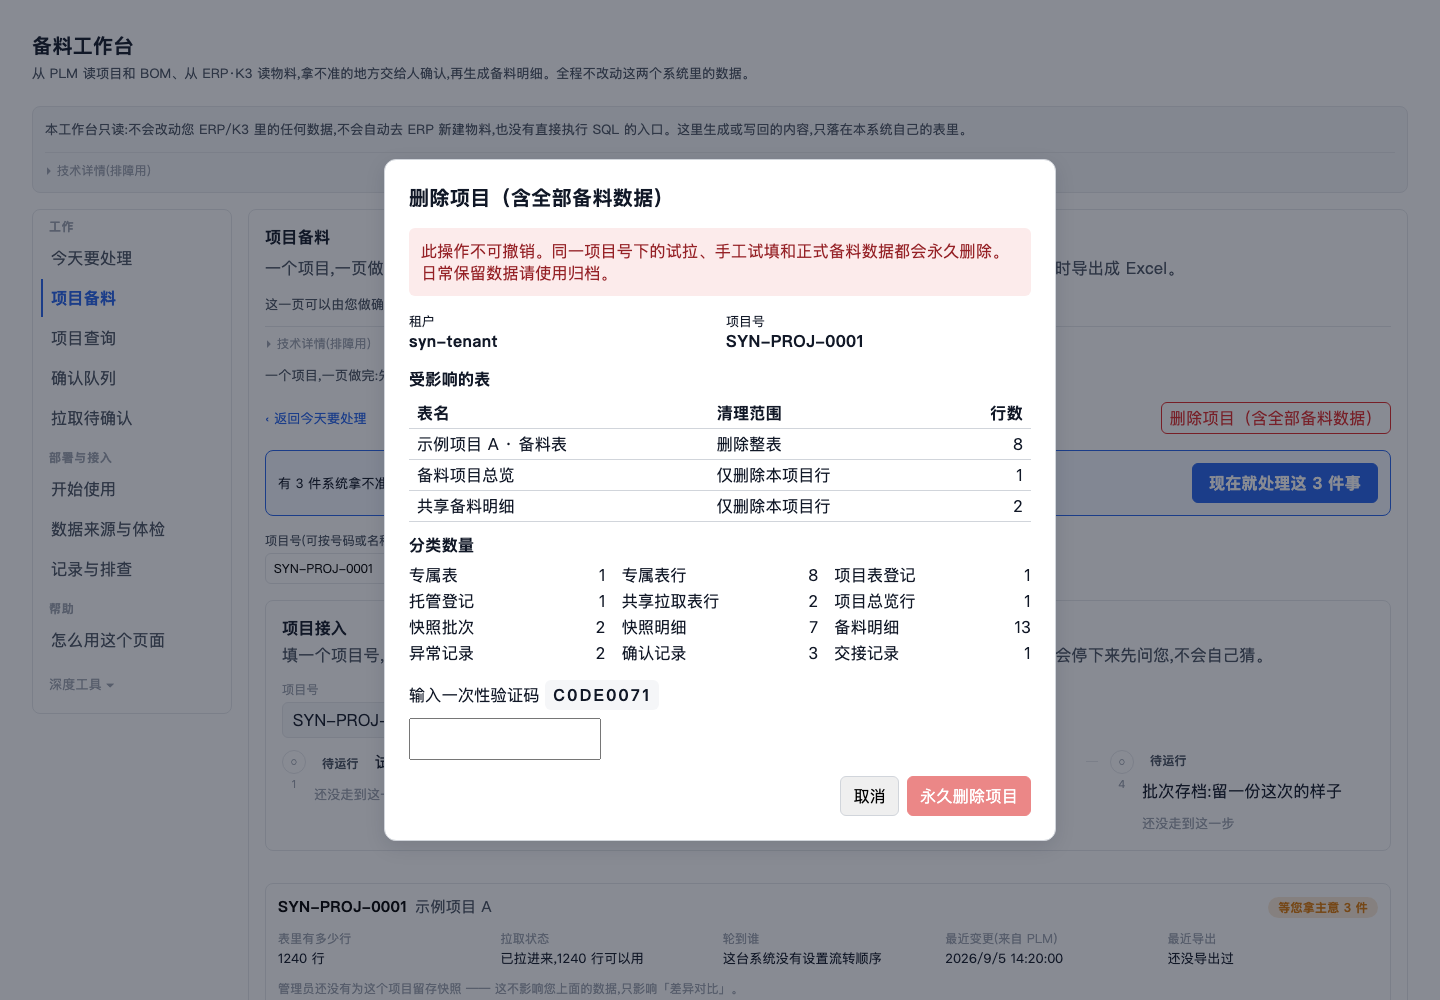 备料工作台
从 PLM 读项目和 BOM、从 ERP·K3 读物料,拿不准的地方交给人确认,再生成备料明细。全程不改动这两个系统里的数据。
本工作台只读:不会改动您 ERP/K3 里的任何数据,不会自动去 ERP 新建物料,也没有直接执行 SQL 的入口。这里生成或写回的内容,只落在本系统自己的表里。
技术详情(排障用)
工作
今天要处理
项目备料
项目查询
确认队列
拉取待确认
部署与接入
开始使用
数据来源与体检
记录与排查
帮助
怎么用这个页面
深度工具
项目备料
一个项目,一页做
时导出成 Excel。
这一页可以由您做确
技术详情(排障用)
一个项目,一页做完:
‹ 返回今天要处理
删除项目（含全部备料数据）
有 3 件系统拿不准
现在就处理这 3 件事
项目号(可按号码或名称
SYN-PROJ-0001
项目接入
填一个项目号,
会停下来先问您,不会自己猜。
项目号
SYN-PROJ-
1
待运行
还没走到这一
4
待运行
批次存档:留一份这次的样子
还没走到这一步
删除项目（含全部备料数据）
此操作不可撤销。同一项目号下的试拉、手工试填和正式备料数据都会永久删除。
日常保留数据请使用归档。
租户
syn-tenant
项目号
SYN-PROJ-0001
受影响的表
表名 清理范围 行数
示例项目 A · 备料表 删除整表 8
备料项目总览 仅删除本项目行 1
共享备料明细 仅删除本项目行 2
分类数量
专属表 1 专属表行 8 项目表登记 1
托管登记 1 共享拉取表行 2 项目总览行 1
快照批次 2 快照明细 7 备料明细 13
异常记录 2 确认记录 3 交接记录 1
输入一次性验证码 C0DE0071
取消
永久删除项目
SYN-PROJ-0001 示例项目 A
等您拿主意 3 件
表里有多少行
1240 行
拉取状态
已拉进来,1240 行可以用
轮到谁
这台系统没有设置流转顺序
最近变更(来自 PLM)
2026/9/5 14:20:00
最近导出
还没导出过
管理员还没有为这个项目留存快照 —— 这不影响您上面的数据,只影响「差异对比」。